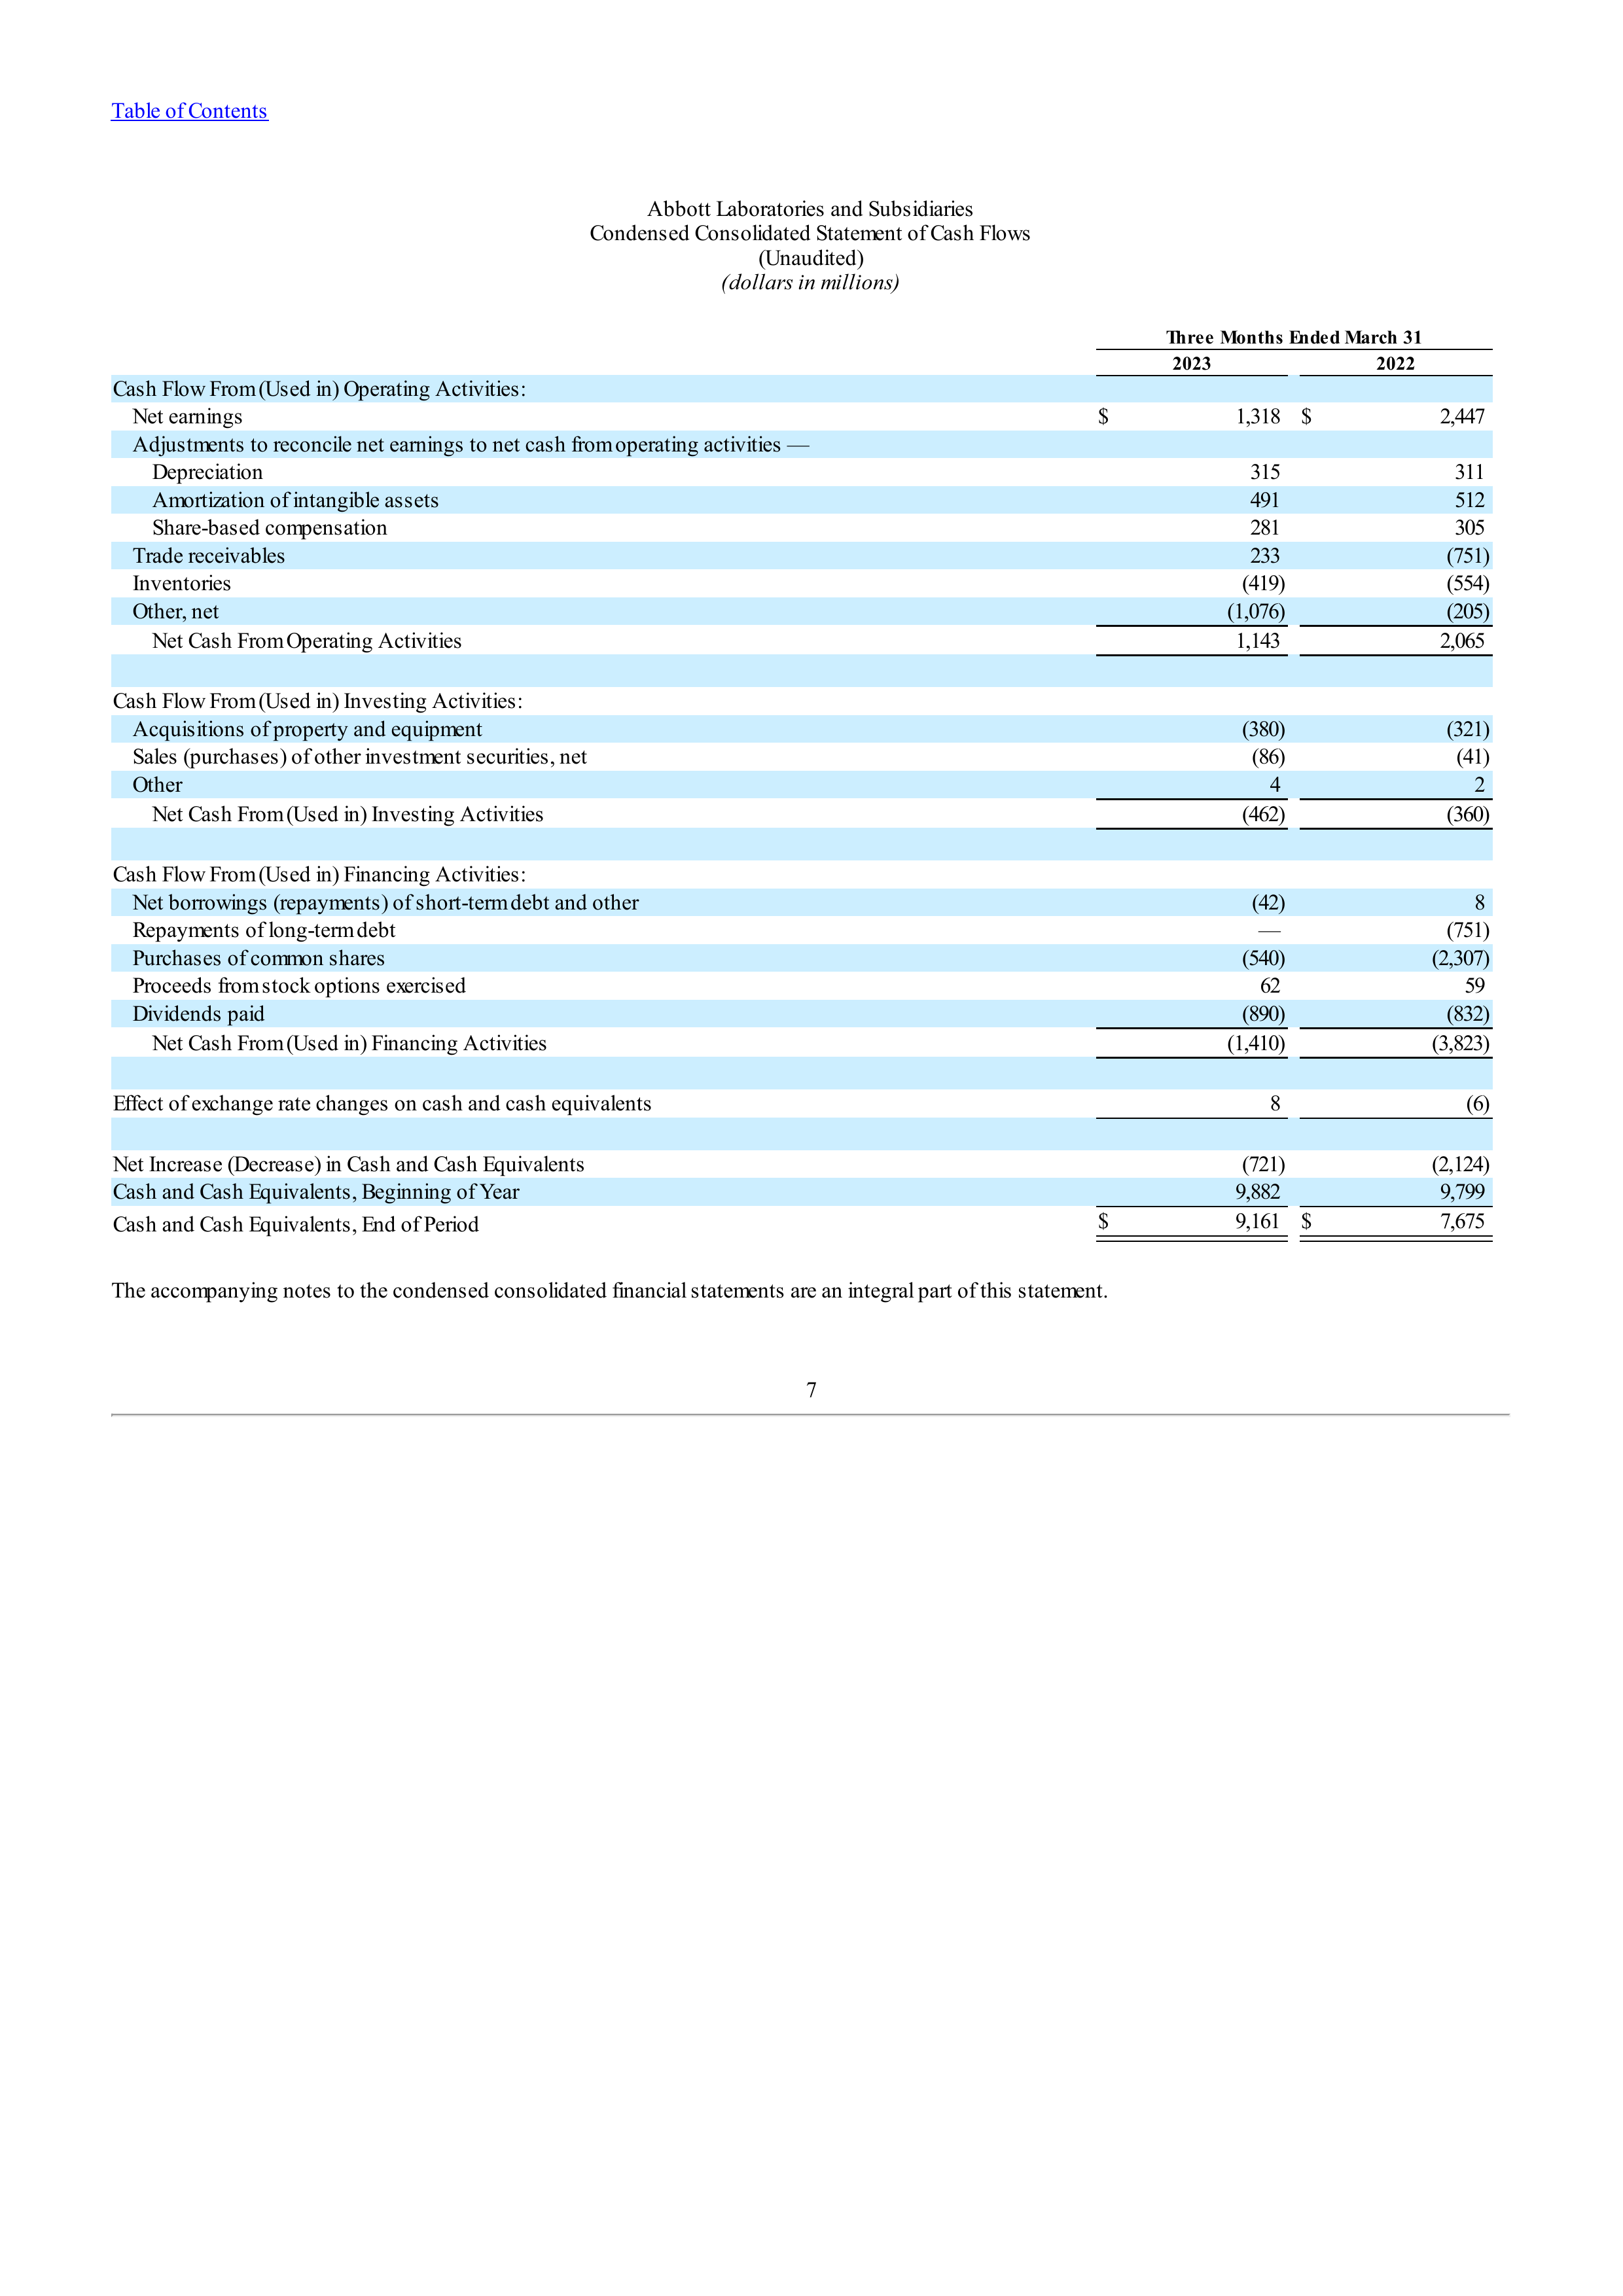 Table of Contents
Abbott Laboratories and Subsidiaries
Condensed Consolidated Statement of Cash Flows
(Unaudited)
(dollars in millions)
Three Months Ended March 31
2023 2022
Cash Flow From (Used in) Operating Activities:
Net earnings $ 1,318 $ 2,447
Adjustments to reconcile net earnings to net cash from operating activities —
Depreciation 315 311
Amortization of intangible assets 491 512
Share-based compensation 281 305
Trade receivables 233 (751)
Inventories (419) (554)
Other, net (1,076) (205)
Net Cash From Operating Activities 1,143 2,065
Cash Flow From (Used in) Investing Activities:
Acquisitions of property and equipment (380) (321)
Sales (purchases) of other investment securities, net (86) (41)
Other 4 2
Net Cash From (Used in) Investing Activities (462) (360)
Cash Flow From (Used in) Financing Activities:
Net borrowings (repayments) of short-term debt and other (42) 8
Repayments of long-term debt — (751)
Purchases of common shares (540) (2,307)
Proceeds from stock options exercised 62 59
Dividends paid (890) (832)
Net Cash From (Used in) Financing Activities (1,410) (3,823)
Effect of exchange rate changes on cash and cash equivalents 8 (6)
Net Increase (Decrease) in Cash and Cash Equivalents (721) (2,124)
Cash and Cash Equivalents, Beginning of Year 9,882 9,799
Cash and Cash Equivalents, End of Period $ 9,161 $ 7,675
The accompanying notes to the condensed consolidated financial statements are an integral part of this statement.
7